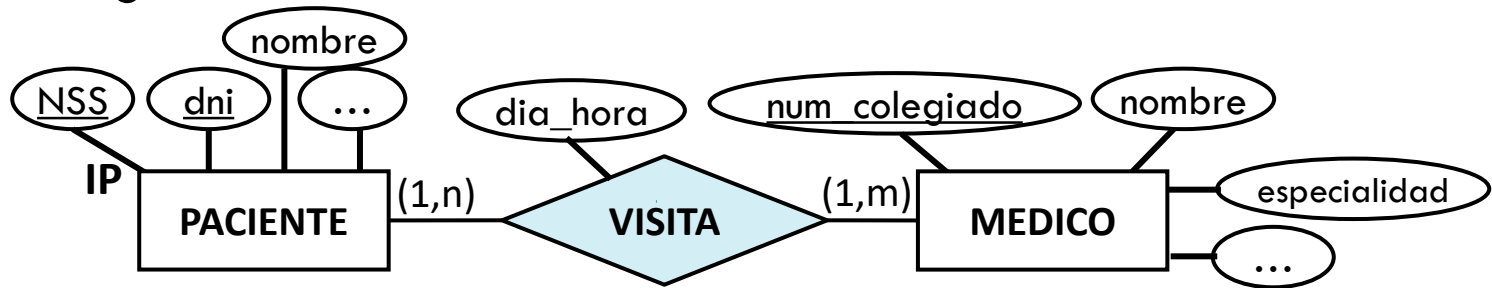 nombre
NSS dni ...
dia_hora num_colegiado nombre
IP (1,n) (1,m) especialidad
PACIENTE VISITA MEDICO
...